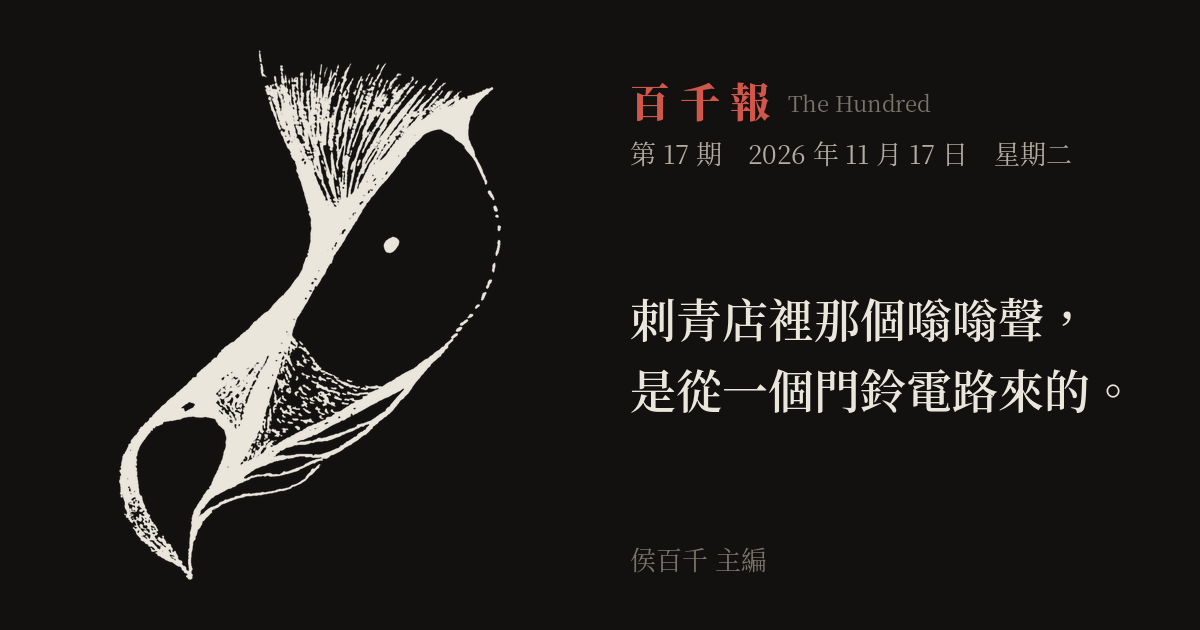 百千報 The Hundred
第 17 期 2026 年 11 月 17 日 星期二
刺青店裡那個嗡嗡聲，
是從一個門鈴電路來的。
侯百千 主編